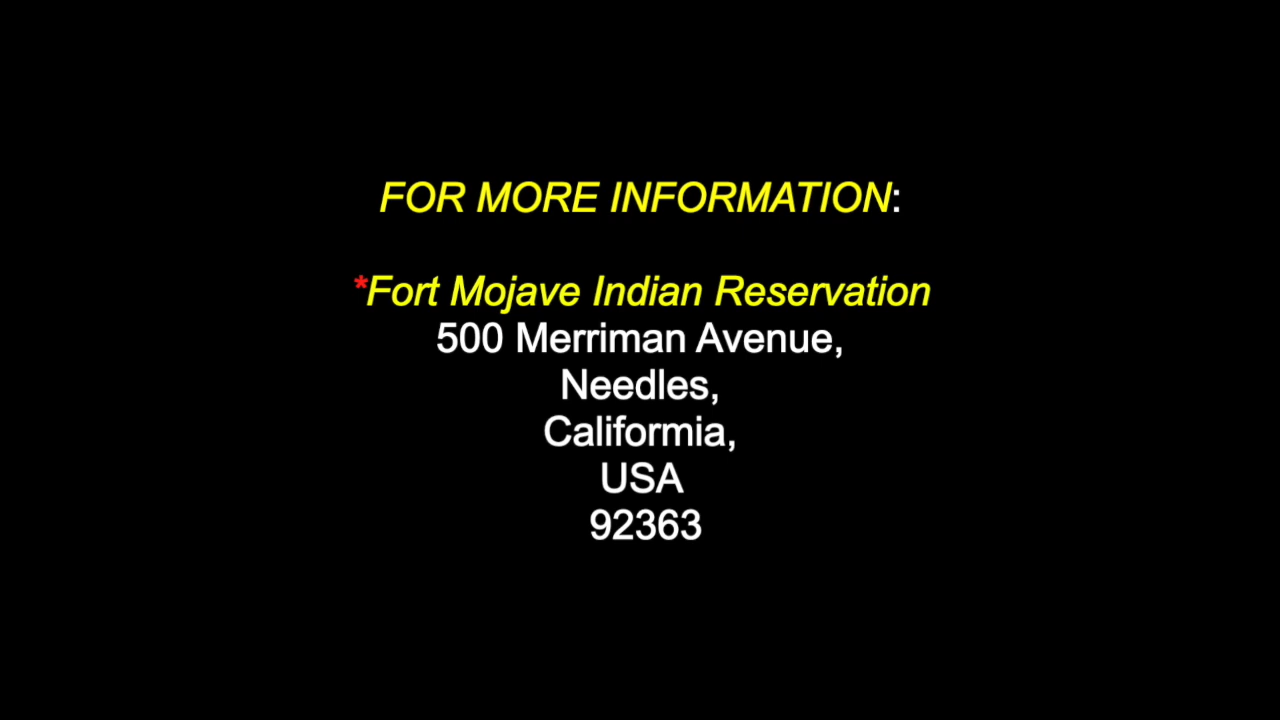 FOR MORE INFORMATION:
*Fort Mojave Indian Reservation
500 Merriman Avenue,
Needles,
Califormia,
USA
92363